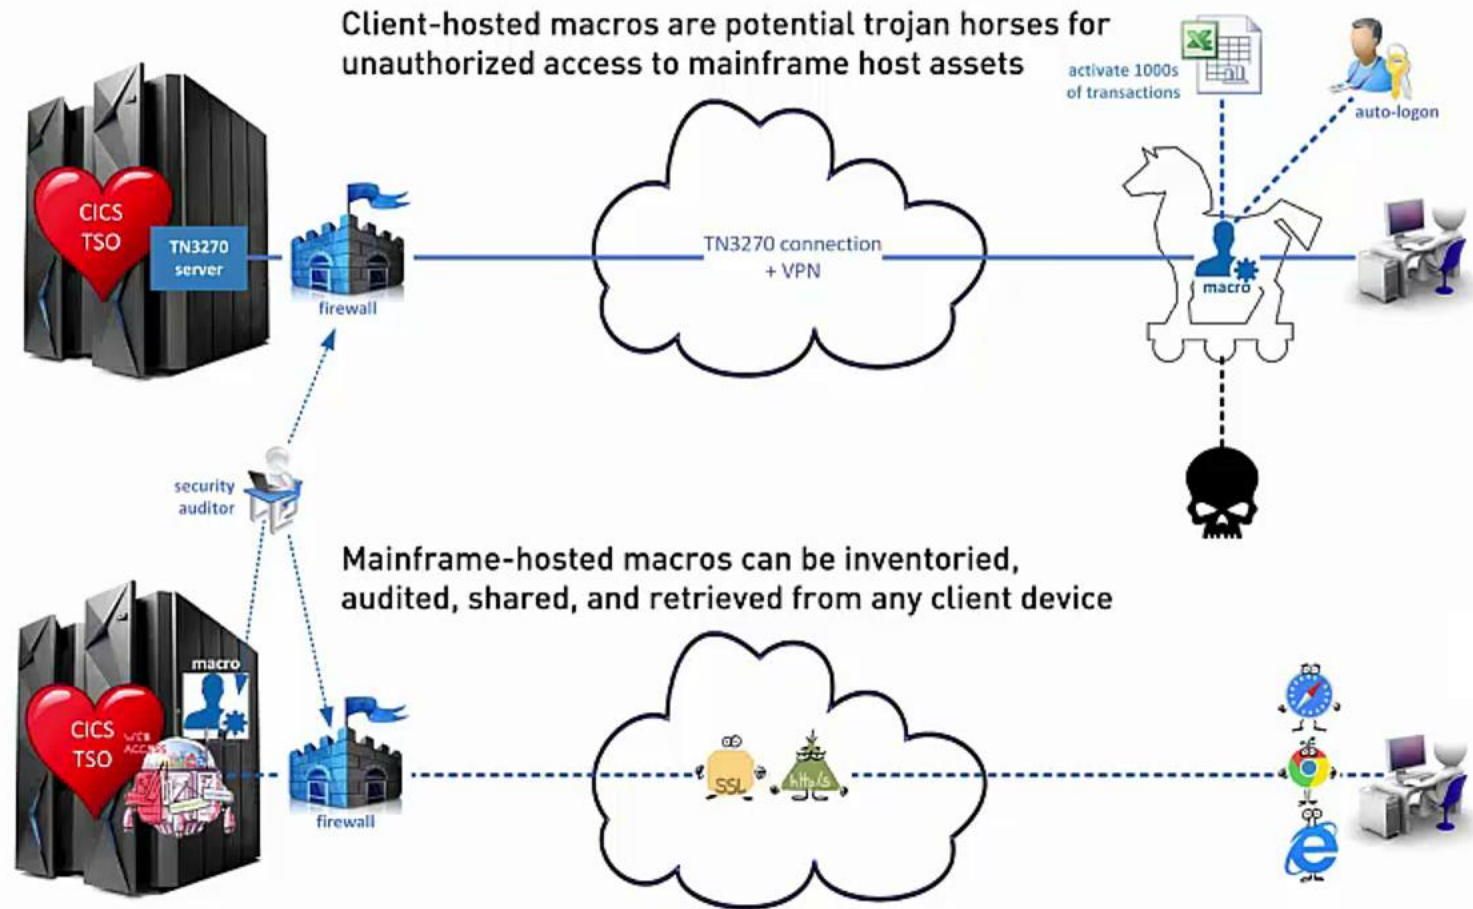 Client-hosted macros are potential trojan horses for
unauthorized access to mainframe host assets
activate 1000s
of transactions
auto-logon
CICS
TSO
TN3270
server
firewall
TN3270 connection
+ VPN
macro
security
auditor
Mainframe-hosted macros can be inventoried,
audited, shared, and retrieved from any client device
macro
CICS
TSO
WEB
ACCESS
firewall
SSL
https